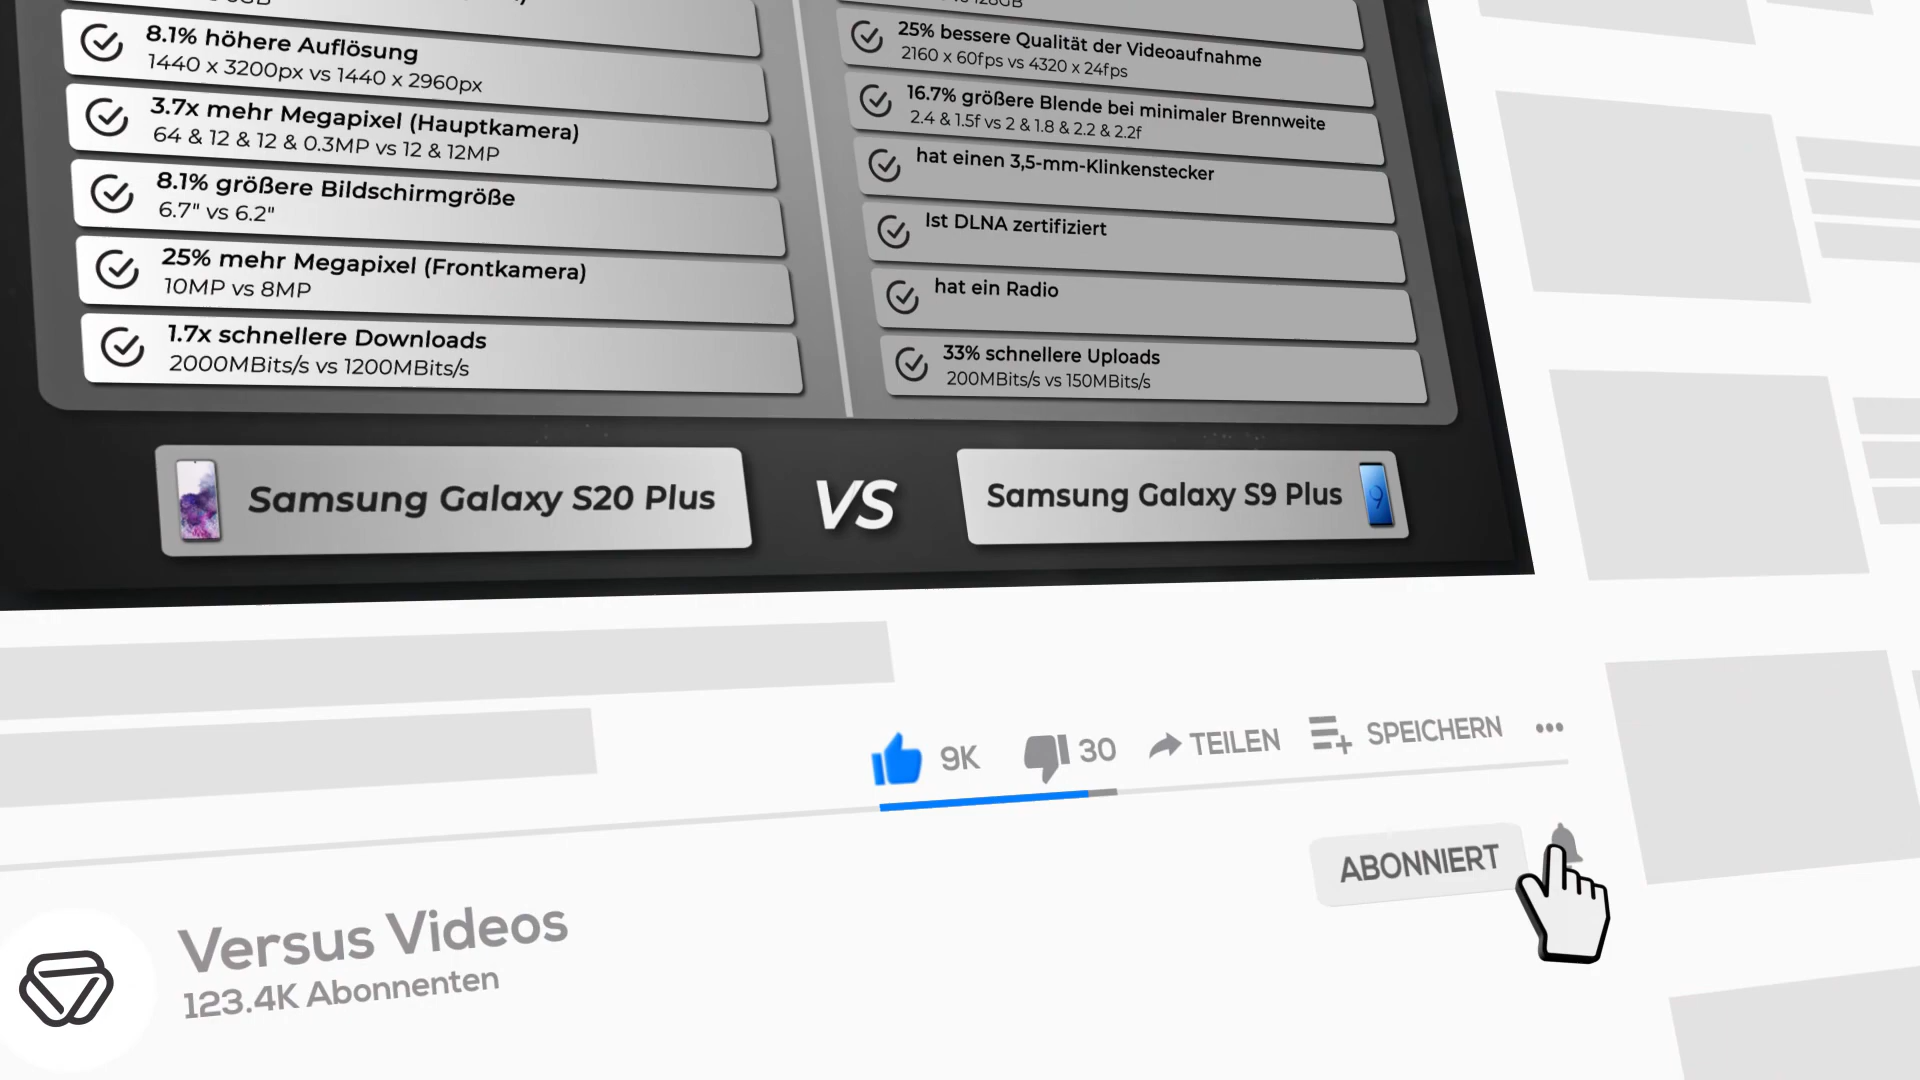 8.1% höhere Auflösung
1440 x 3200px vs 1440 x 2960px
3.7x mehr Megapixel (Hauptkamera)
64 & 12 & 12 & 0.3MP vs 12 & 12MP
8.1% größere Bildschirmgröße
6.7" vs 6.2"
25% mehr Megapixel (Frontkamera)
10MP vs 8MP
1.7x schnellere Downloads
2000MBits/s vs 1200MBits/s
25% bessere Qualität der Videoaufnahme
2160 x 60fps vs 4320 x 24fps
16.7% größere Blende bei minimaler Brennweite
2.4 & 1.5f vs 2 & 1.8 & 2.2 & 2.2f
hat einen 3,5-mm-Klinkenstecker
Ist DLNA zertifiziert
hat ein Radio
33% schnellere Uploads
200MBits/s vs 150MBits/s
Samsung Galaxy S20 Plus
VS
Samsung Galaxy S9 Plus
9K
30
TEILEN
SPEICHERN
ABONNIERT
Versus Videos
123.4K Abonnenten